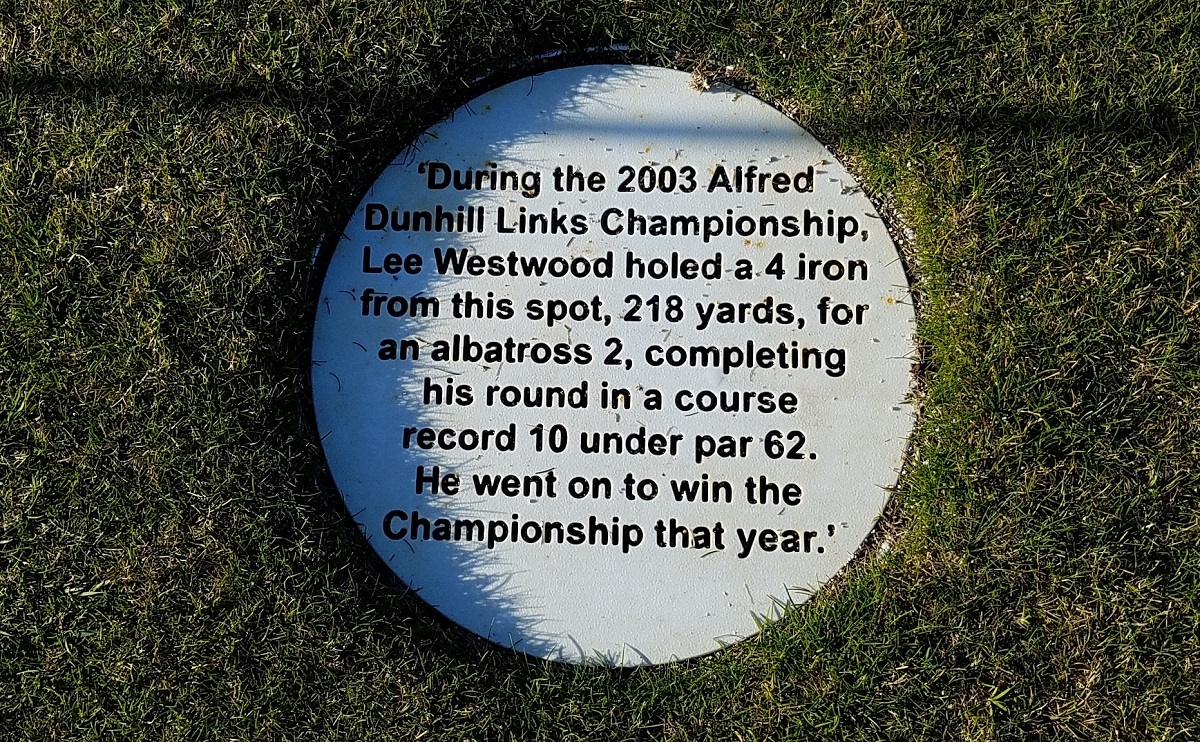 ‘During the 2003 Alfred
Dunhill Links Championship,
Lee Westwood holed a 4 iron
from this spot, 218 yards, for
an albatross 2, completing
his round in a course
record 10 under par 62.
He went on to win the
Championship that year.’